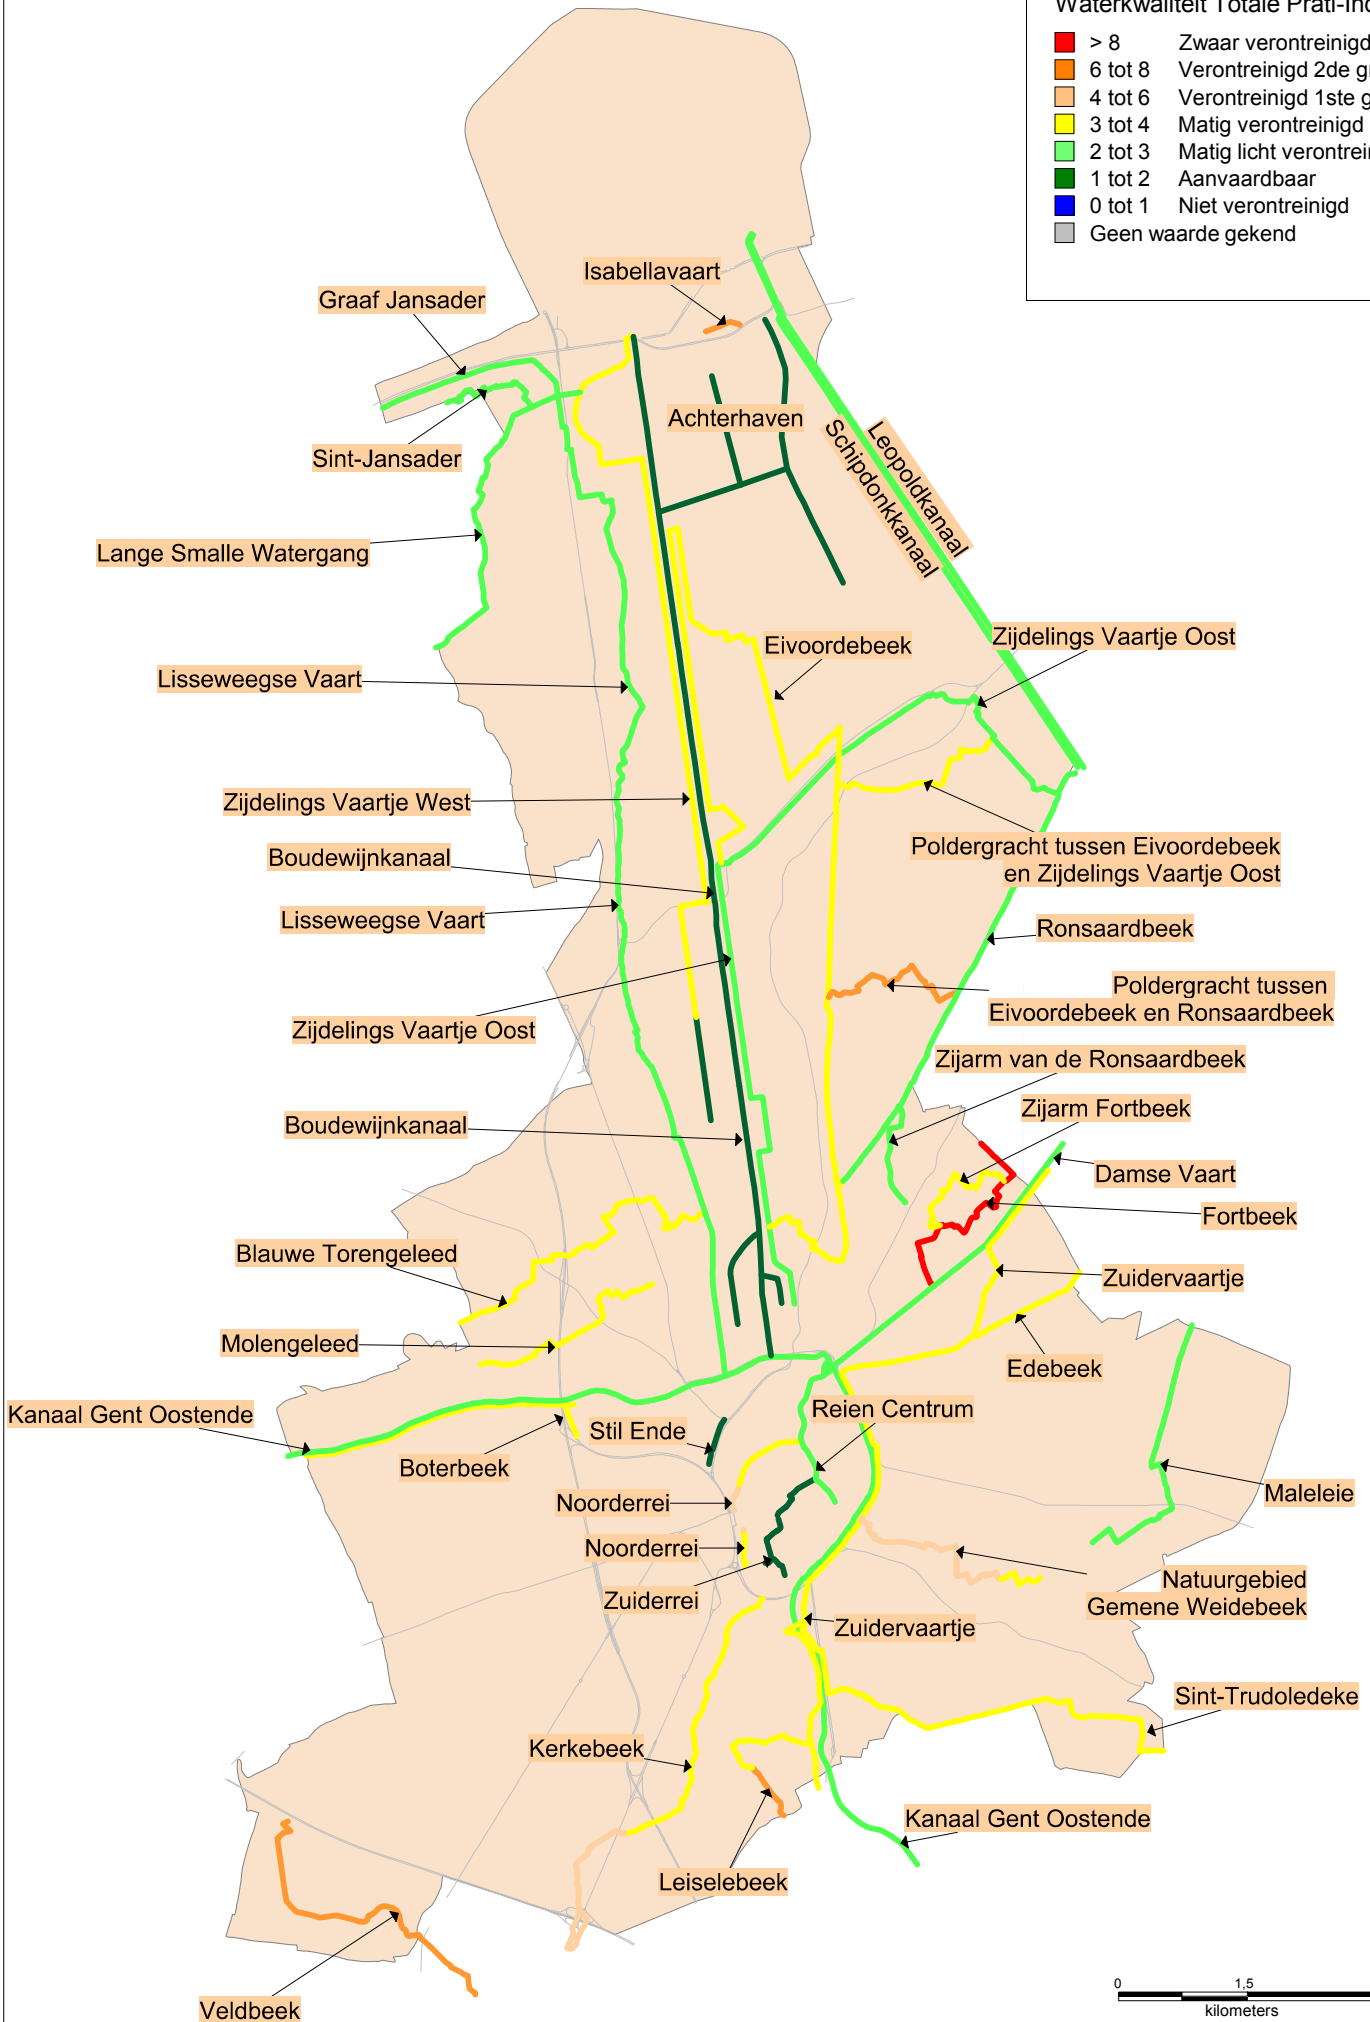 Waterkwaliteit Totale Prati-
> 8 Zwaar verontreinigd
6 tot 8 Verontreinigd 2de
4 tot 6 Verontreinigd 1ste
3 tot 4 Matig verontreinigd
2 tot 3 Matig licht
1 tot 2 Aanvaardbaar
0 tot 1 Niet verontreinigd
Geen waarde gekend
Isabellavaart
Graaf Jansader
Achterhaven
Sint-Jansader
Leopoldkanaal
Schipdonkkanaal
Lange Smalle Watergang
Zijdelings Vaartje Oost
Eivoordebeek
Lisseweegse Vaart
Zijdelings Vaartje West
Poldergracht tussen Eivoordebeek
en Zijdelings Vaartje Oost
Boudewijnkanaal
Lisseweegse Vaart
Ronsaardbeek
Poldergracht tussen
Eivoordebeek en Ronsaardbeek
Zijdelings Vaartje Oost
Zijarm van de Ronsaardbeek
Zijarm Fortbeek
Boudewijnkanaal
Damse Vaart
Fortbeek
Blauwe Torengeleed
Zuidervaartje
Molengeleed
Edebeek
Kanaal Gent Oostende
Reien Centrum
Stil Ende
Boterbeek
Maleleie
Noorderrei
Noorderrei
Natuurgebied
Gemene Weidebeek
Zuiderrei
Zuidervaartje
Sint-Trudoledeke
Kerkebeek
Kanaal Gent Oostende
Leiselebeek
Veldbeek
0 1,5
kilometers